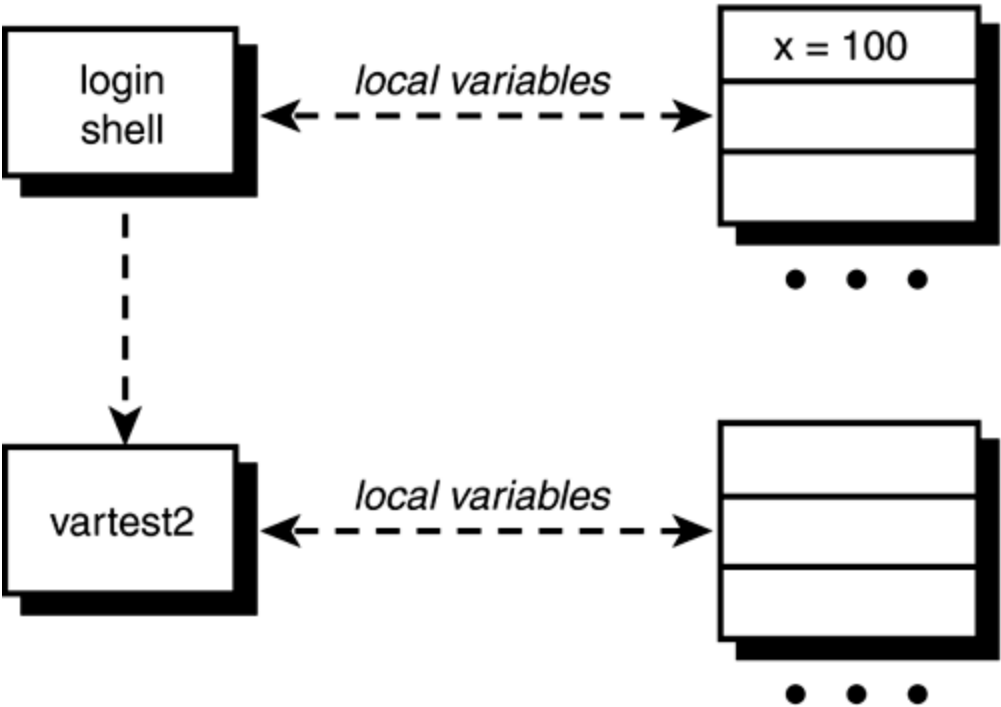 login
shell
local variables
x = 100
vartest2
local variables